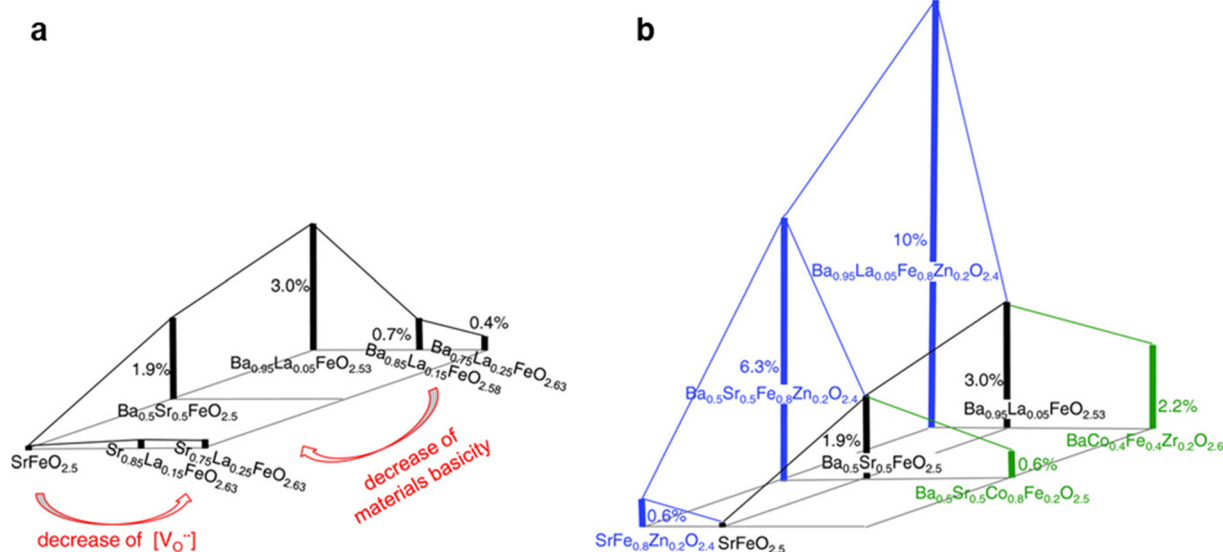 a
3.0%
0.4%
0.7%
1.9%
Ba0.95La0.05FeO2.53
Ba0.85La0.15FeO2.58
Ba0.75La0.25FeO2.63
Ba0.5Sr0.5FeO2.5
SrFeO2.5
Sr0.85La0.15FeO2.63
Sr0.75La0.25FeO2.63
decrease of
materials basicity
decrease of [VO··]
b
10%
Ba0.95La0.05Fe0.8Zn0.2O2.4
6.3%
Ba0.5Sr0.5Fe0.8Zn0.2O2.4
3.0%
Ba0.95La0.05FeO2.53
2.2%
BaCo0.4Fe0.4Zr0.2O2.6
1.9%
Ba0.5Sr0.5FeO2.5
0.6%
Ba0.5Sr0.5Co0.8Fe0.2O2.5
0.6%
SrFe0.8Zn0.2O2.4
SrFeO2.5